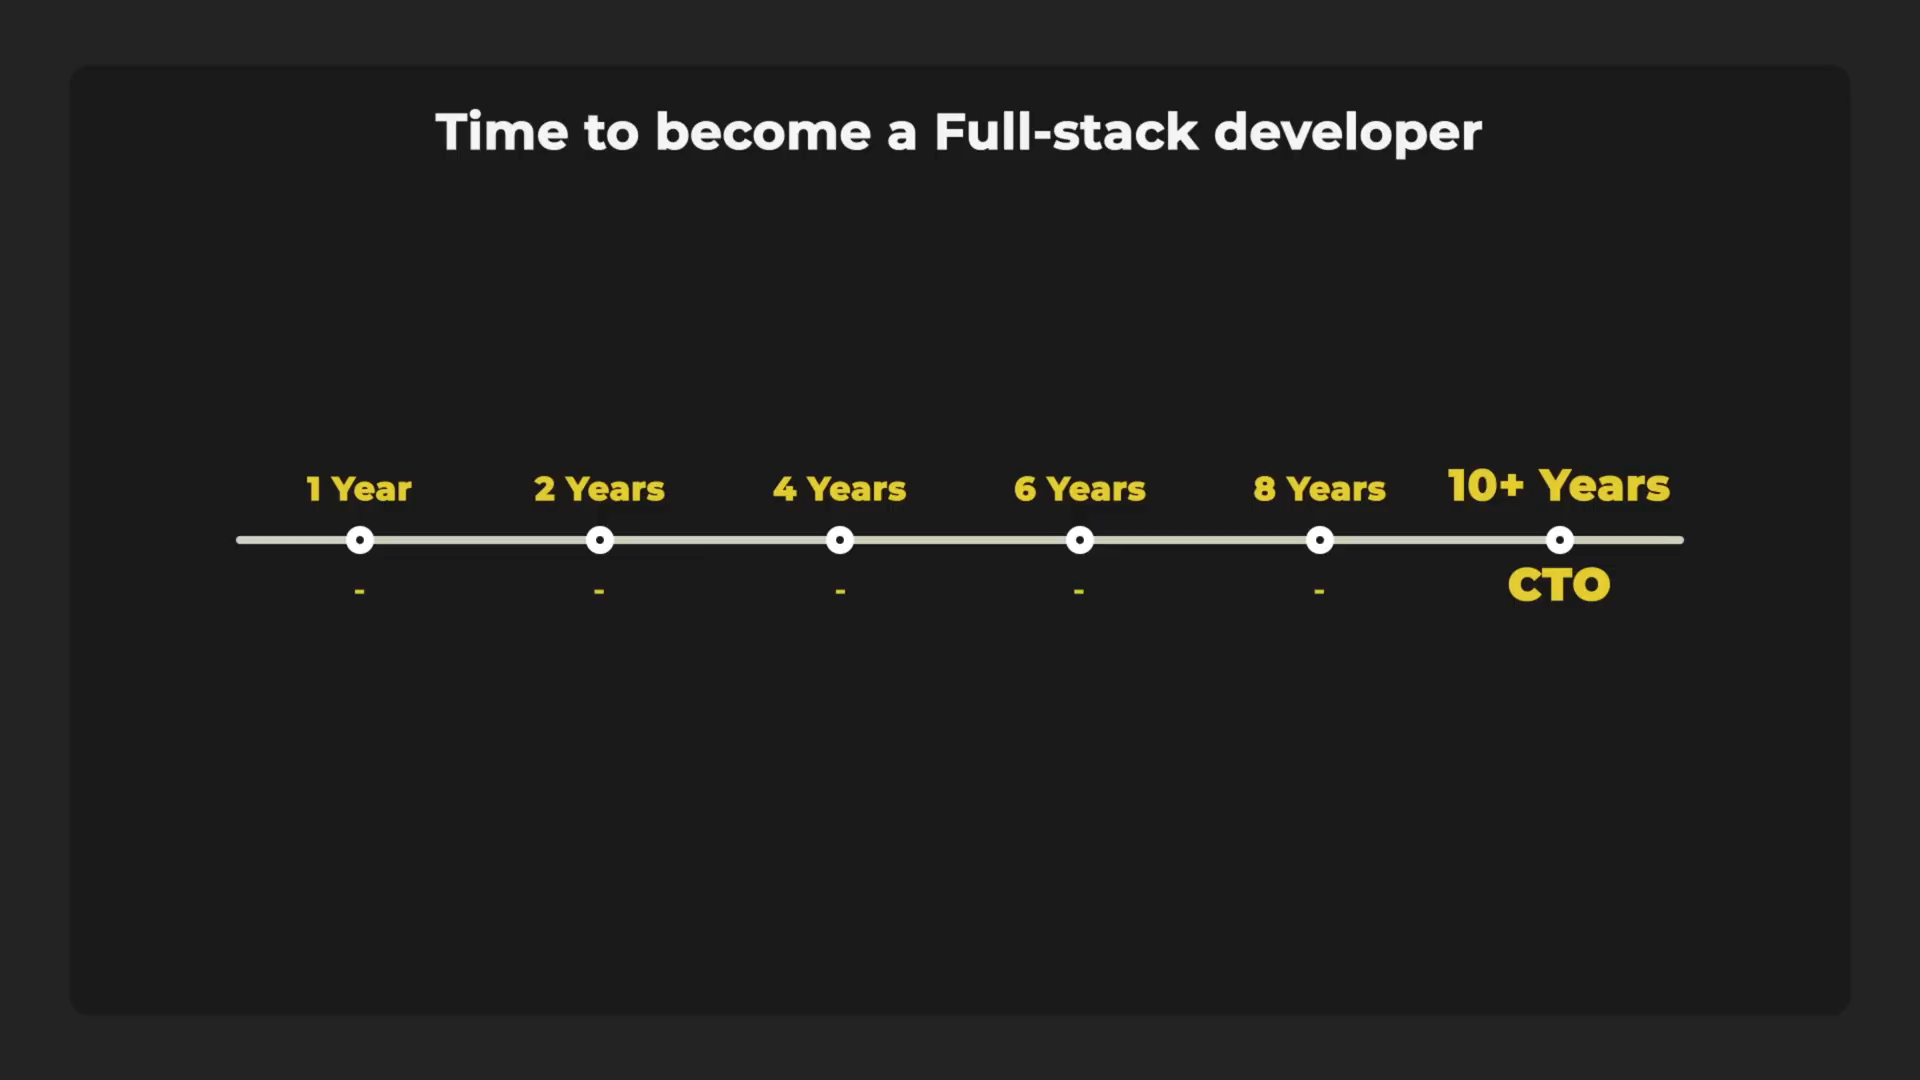 Time to become a Full-stack developer
1 Year 2 Years 4 Years 6 Years 8 Years 10+ Years
- - - - - CTO